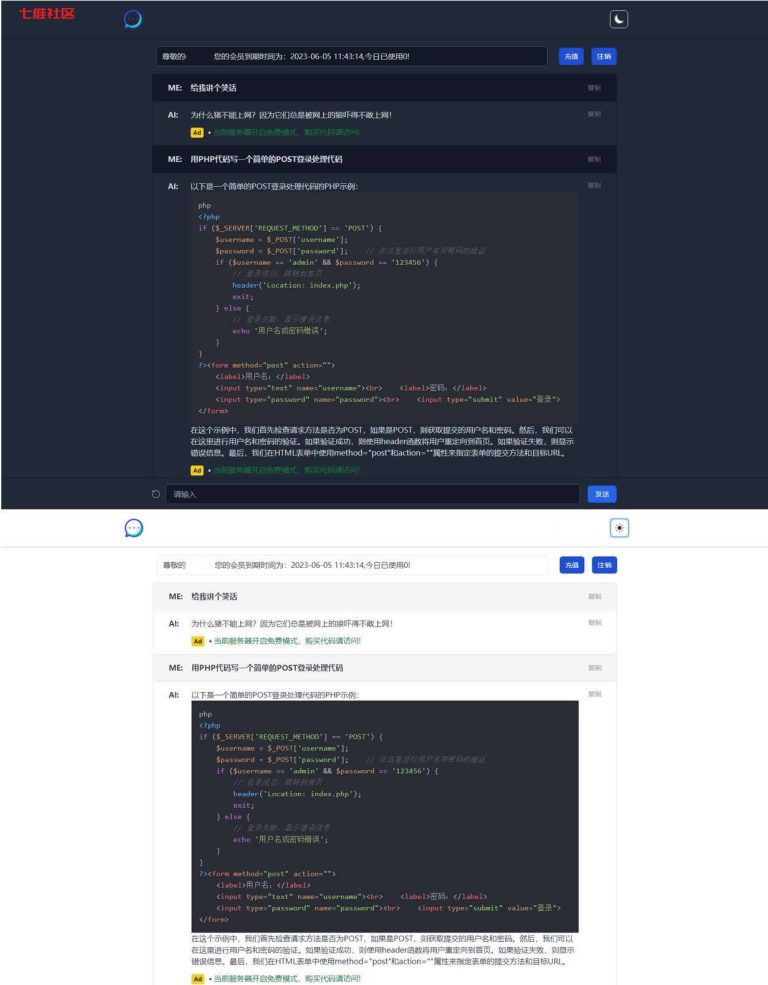 七维社区
尊敬的 您的会员到期时间为：2023-06-05 11:43:14,今日已使用0!
充值
注销
ME: 给我讲个笑话
复制
AI: 为什么猪不能上网？因为它们总是被网上的狼吓得不敢上网！
复制
Ad • 当前服务器开启免费模式，购买代码请访问!
ME: 用PHP代码写一个简单的POST登录处理代码
复制
AI: 以下是一个简单的POST登录处理代码的PHP示例：
复制
php
<?php
if ($_SERVER['REQUEST_METHOD'] == 'POST') {
$username = $_POST['username'];
$password = $_POST['password']; // 在这里进行用户名和密码的验证
if ($username == 'admin' && $password == '123456') {
// 登录成功，跳转到首页
header('Location: index.php');
exit;
} else {
// 登录失败，显示错误信息
echo '用户名或密码错误';
}
}
?><form method="post" action="">
<label>用户名：</label>
<input type="text" name="username"><br> <label>密码：</label>
<input type="password" name="password"><br> <input type="submit" value="登录">
</form>
在这个示例中，我们首先检查请求方法是否为POST，如果是POST，则获取提交的用户名和密码。然后，我们可以
在这里进行用户名和密码的验证。如果验证成功，则使用header函数将用户重定向到首页。如果验证失败，则显示
错误信息。最后，我们在HTML表单中使用method="post"和action=""属性来指定表单的提交方法和目标URL。
Ad • 当前服务器开启免费模式，购买代码请访问!
请输入
发送
尊敬的 您的会员到期时间为：2023-06-05 11:43:14,今日已使用0!
充值
注销
ME: 给我讲个笑话
复制
AI: 为什么猪不能上网？因为它们总是被网上的狼吓得不敢上网！
复制
Ad • 当前服务器开启免费模式，购买代码请访问!
ME: 用PHP代码写一个简单的POST登录处理代码
复制
AI: 以下是一个简单的POST登录处理代码的PHP示例：
复制
php
<?php
if ($_SERVER['REQUEST_METHOD'] == 'POST') {
$username = $_POST['username'];
$password = $_POST['password']; // 在这里进行用户名和密码的验证
if ($username == 'admin' && $password == '123456') {
// 登录成功，跳转到首页
header('Location: index.php');
exit;
} else {
// 登录失败，显示错误信息
echo '用户名或密码错误';
}
}
?><form method="post" action="">
<label>用户名：</label>
<input type="text" name="username"><br> <label>密码：</label>
<input type="password" name="password"><br> <input type="submit" value="登录">
</form>
在这个示例中，我们首先检查请求方法是否为POST，如果是POST，则获取提交的用户名和密码。然后，我们可以
在这里进行用户名和密码的验证。如果验证成功，则使用header函数将用户重定向到首页。如果验证失败，则显示
错误信息。最后，我们在HTML表单中使用method="post"和action=""属性来指定表单的提交方法和目标URL。
Ad • 当前服务器开启免费模式，购买代码请访问!